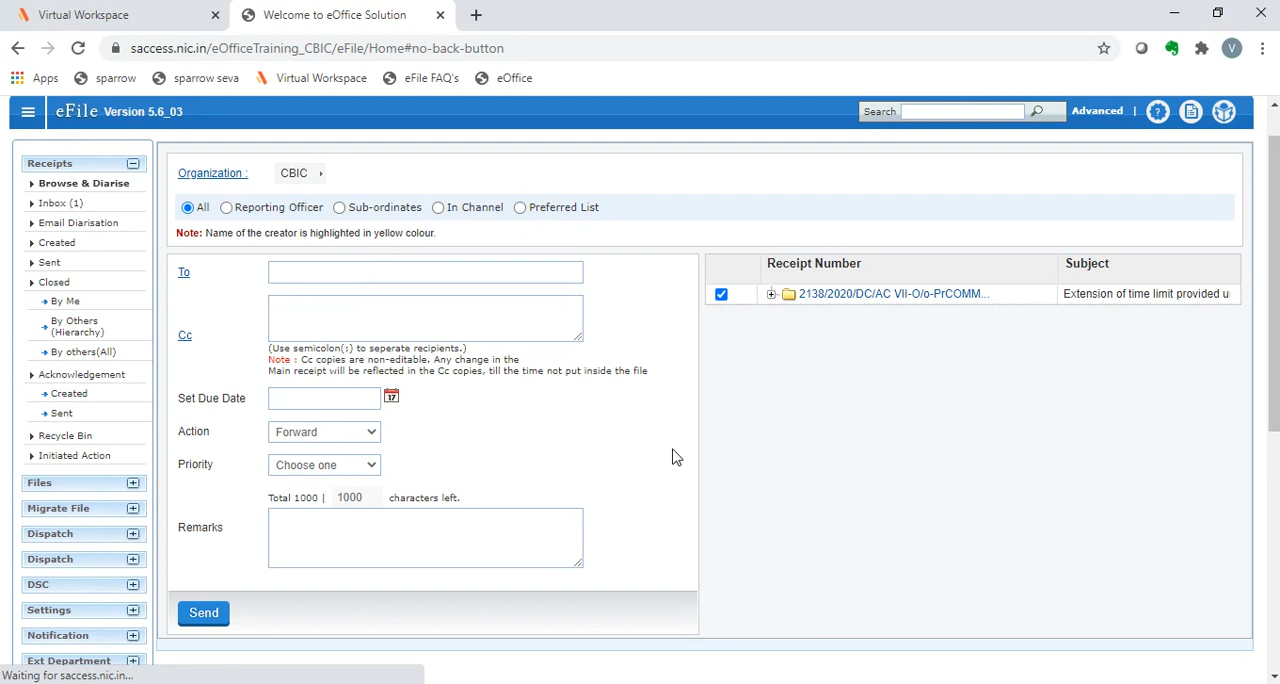 Virtual Workspace
Welcome to eOffice Solution
saccess.nic.in/eOfficeTraining_CBIC/eFile/Home#no-back-button
V
Apps sparrow sparrow seva Virtual Workspace eFile FAQ's eOffice
eFile Version 5.6_03
Search
Advanced |
Receipts
Browse & Diarise
Inbox (1)
Email Diarisation
Created
Sent
Closed
By Me
By Others
(Hierarchy)
By others(All)
Acknowledgement
Created
Sent
Recycle Bin
Initiated Action
Files
Migrate File
Dispatch
Dispatch
DSC
Settings
Notification
Ext Department
Organization : CBIC
All Reporting Officer Sub-ordinates In Channel Preferred List
Note: Name of the creator is highlighted in yellow colour.
To
Cc
(Use semicolon(;) to seperate recipients.)
Note : Cc copies are non-editable. Any change in the
Main receipt will be reflected in the Cc copies, till the time not put inside the file
Set Due Date
17
Action Forward
Priority Choose one
Total 1000 | 1000 characters left.
Remarks
Send
Receipt Number Subject
2138/2020/DC/AC VII-O/o-PrCOMM... Extension of time limit provided u
Waiting for saccess.nic.in...